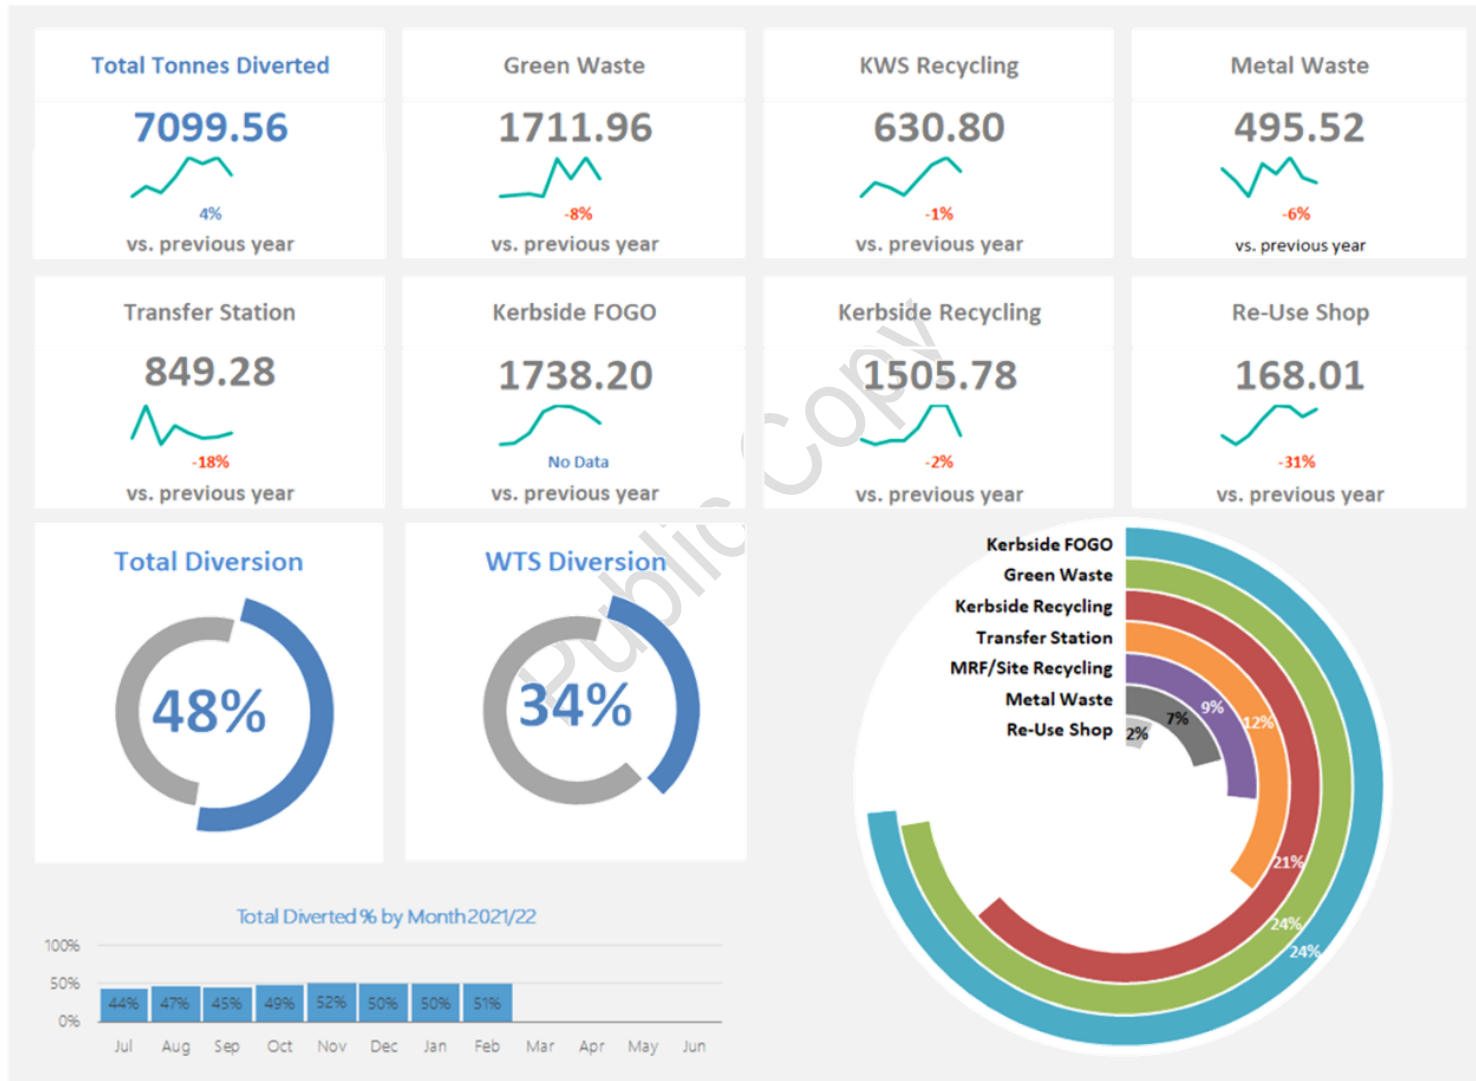 Total Tonnes Diverted
7099.56
4%
vs. previous year
Green Waste
1711.96
-8%
vs. previous year
KWS Recycling
630.80
-1%
vs. previous year
Metal Waste
495.52
-6%
vs. previous year
Transfer Station
849.28
-18%
vs. previous year
Kerbside FOGO
1738.20
No Data
vs. previous year
Kerbside Recycling
1505.78
-2%
vs. previous year
Re-Use Shop
168.01
-31%
vs. previous year
Public Copy
Total Diversion
48%
WTS Diversion
34%
Kerbside FOGO
Green Waste
Kerbside Recycling
Transfer Station
MRF/Site Recycling
Metal Waste
Re-Use Shop
2%
7%
9%
12%
21%
24%
24%
Total Diverted % by Month 2021/22
100%
50%
0%
44% 47% 45% 49% 52% 50% 50% 51%
Jul Aug Sep Oct Nov Dec Jan Feb Mar Apr May Jun